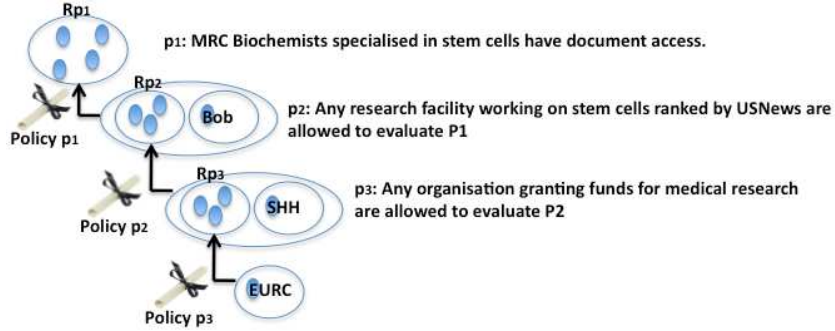 Rp1
p1: MRC Biochemists specialised in stem cells have document access.
Rp2
Policy p1
Bob
p2: Any research facility working on stem cells ranked by USNews are
allowed to evaluate P1
Rp3
Policy p2
SHH
p3: Any organisation granting funds for medical research
are allowed to evaluate P2
Policy p3
EURC